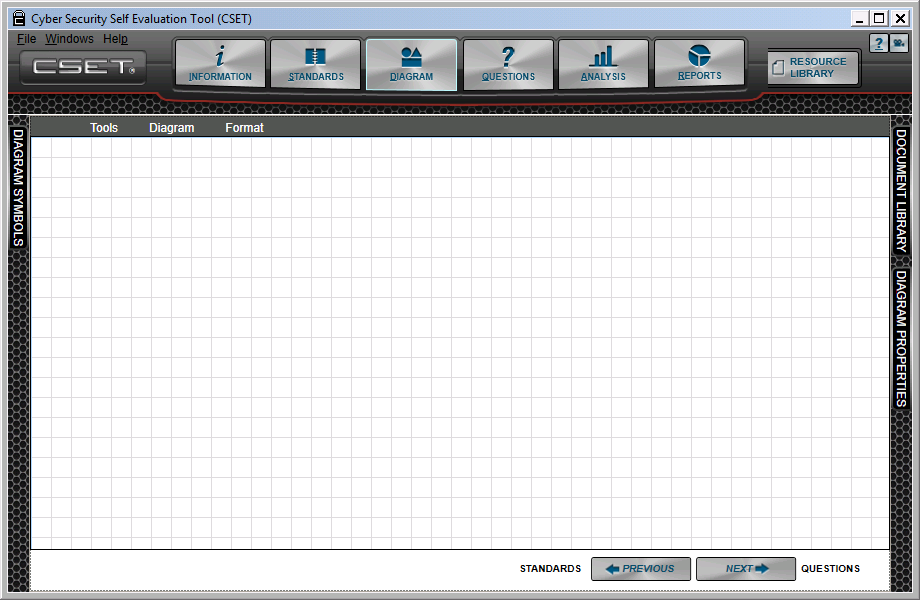 Cyber Security Self Evaluation Tool (CSET)
File Windows Help
CSET
INFORMATION
STANDARDS
DIAGRAM
? QUESTIONS
ANALYSIS
REPORTS
RESOURCE
LIBRARY
?
Tools Diagram Format
DIAGRAM SYMBOLS
DOCUMENT LIBRARY
DIAGRAM PROPERTIES
STANDARDS PREVIOUS NEXT QUESTIONS